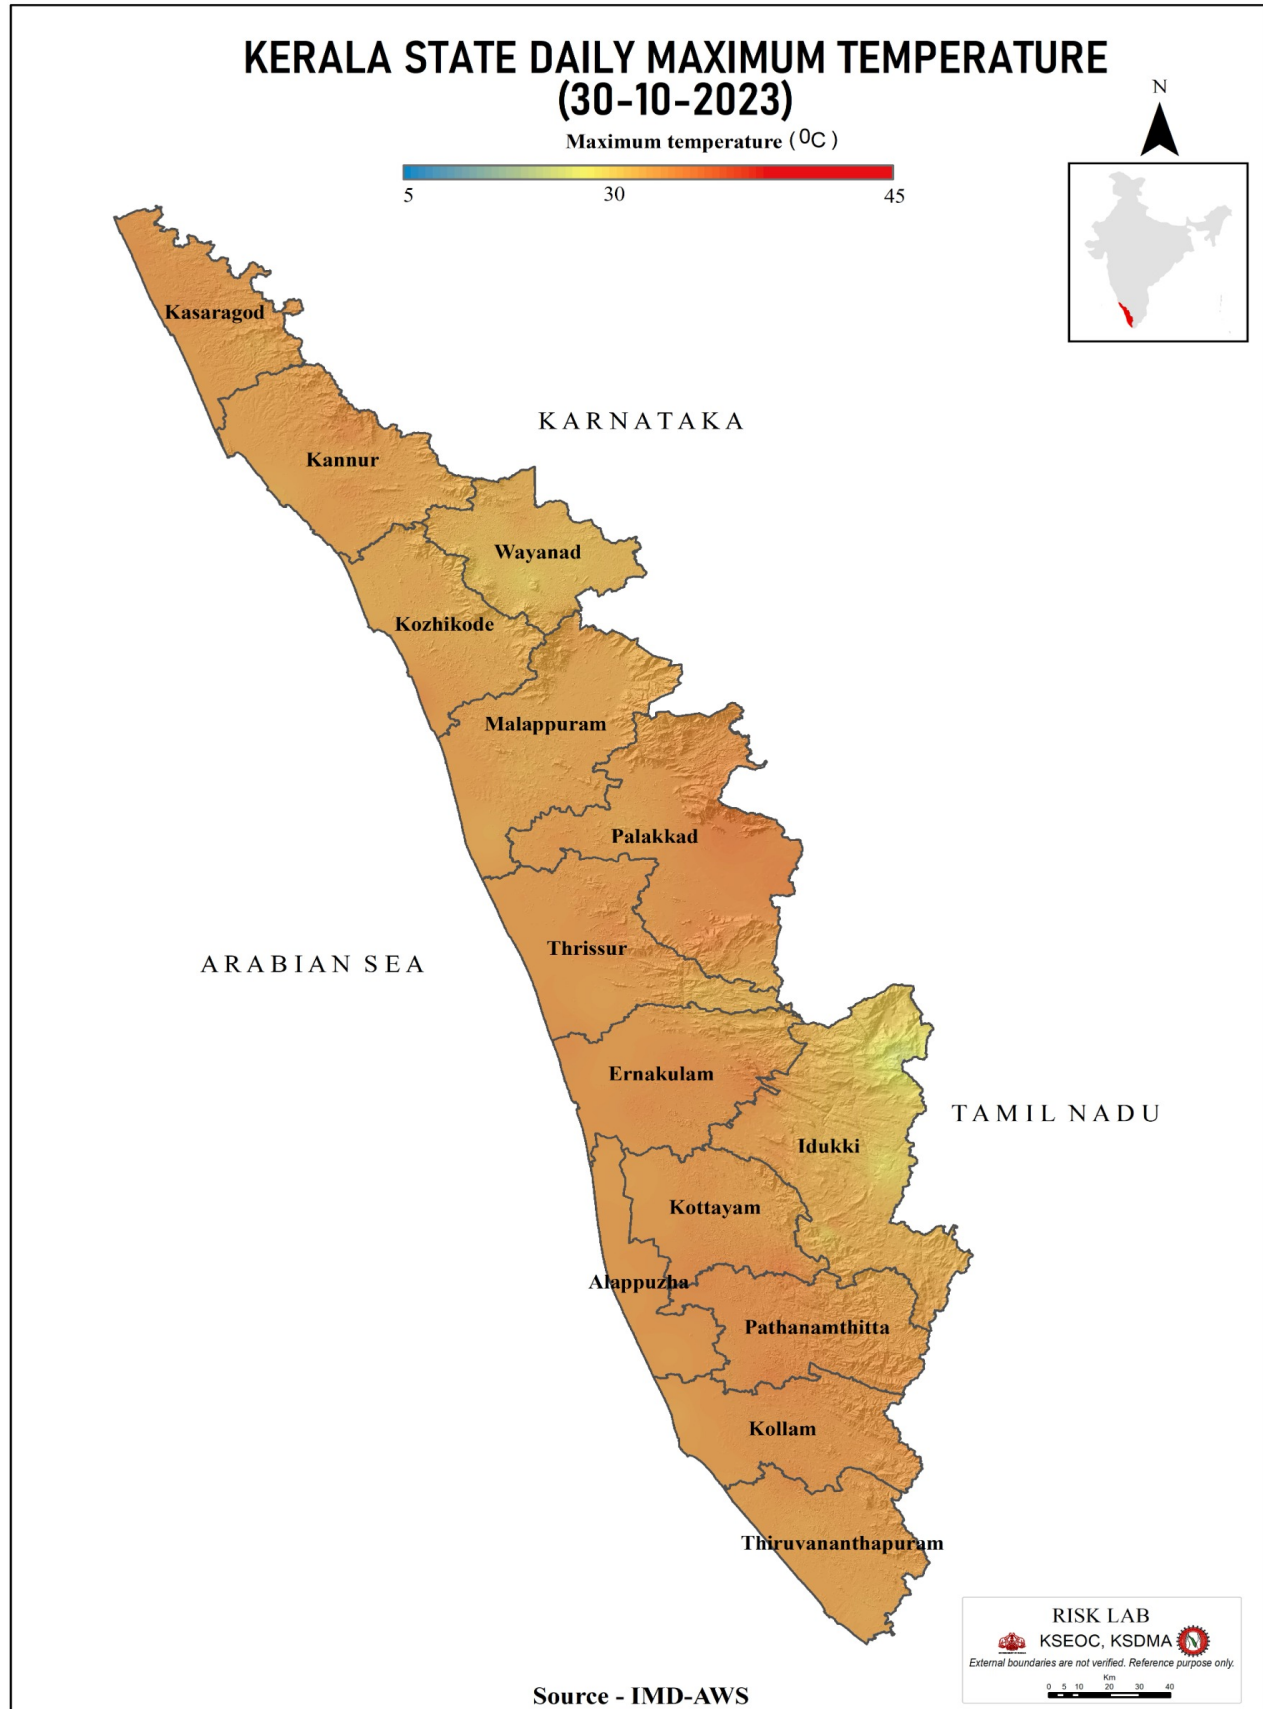 KERALA STATE DAILY MAXIMUM TEMPERATURE
(30-10-2023)
Maximum temperature (⁰C)
5 30 45
N
Kasaragod
KARNATAKA
Kannur
Wayanad
Kozhikode
Malappuram
Palakkad
Thrissur
ARABIAN SEA
Ernakulam
TAMIL NADU
Idukki
Kottayam
Alappuzha
Pathanamthitta
Kollam
Thiruvananthapuram
RISK LAB
KSEOC, KSDMA
External boundaries are not verified. Reference purpose only.
Km
0 5 10 20 30 40
Source - IMD-AWS